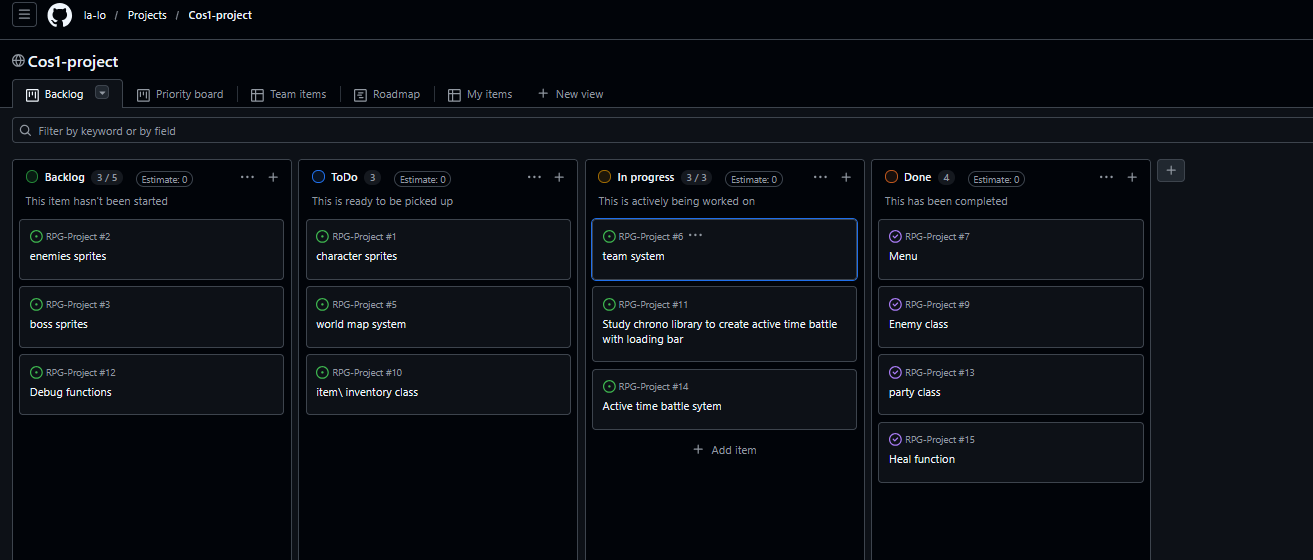 la-lo / Projects / Cos1-project
Cos1-project
Backlog Priority board Team items Roadmap My items + New view
Filter by keyword or by field
Backlog 3 / 5 Estimate: 0
This item hasn't been started
RPG-Project #2
enemies sprites
RPG-Project #3
boss sprites
RPG-Project #12
Debug functions
ToDo 3 Estimate: 0
This is ready to be picked up
RPG-Project #1
character sprites
RPG-Project #5
world map system
RPG-Project #10
item\ inventory class
In progress 3 / 3 Estimate: 0
This is actively being worked on
RPG-Project #6 ···
team system
RPG-Project #11
Study chrono library to create active time battle
with loading bar
RPG-Project #14
Active time battle sytem
+ Add item
Done 4 Estimate: 0
This has been completed
RPG-Project #7
Menu
RPG-Project #9
Enemy class
RPG-Project #13
party class
RPG-Project #15
Heal function